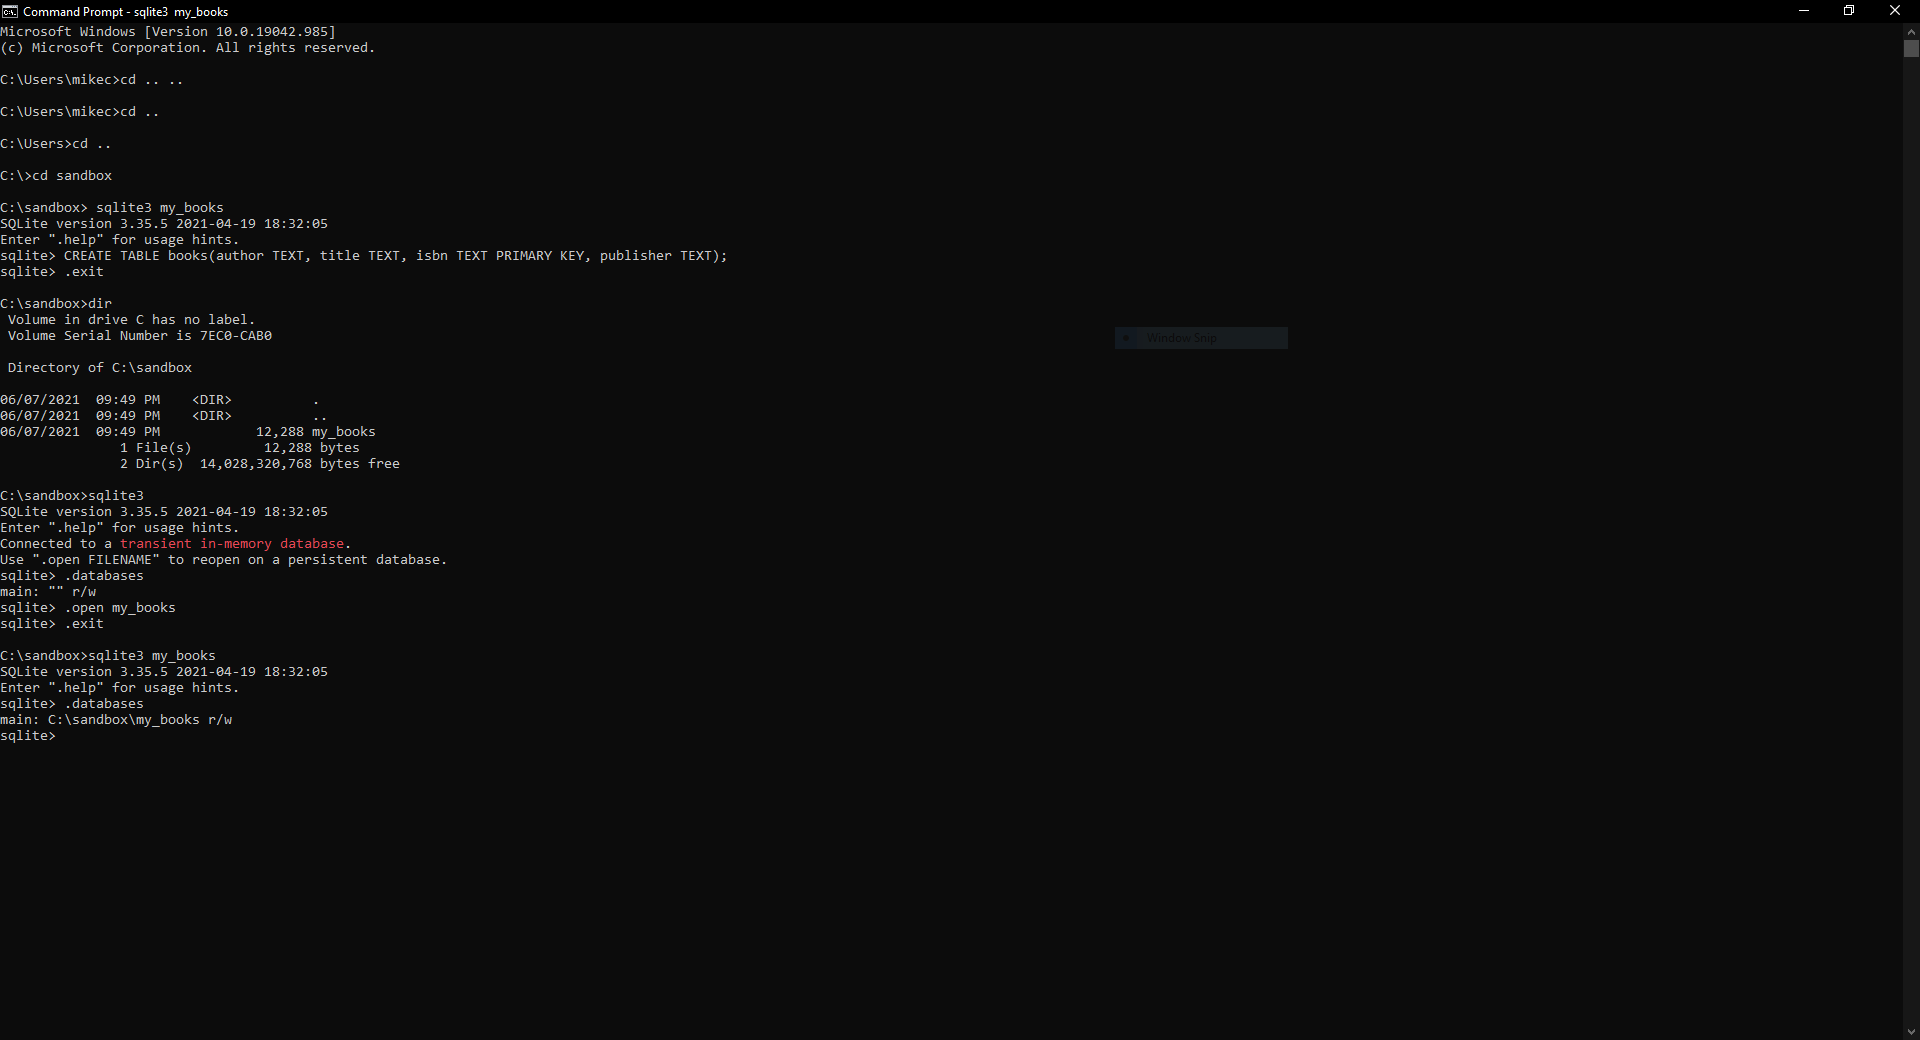 Command Prompt - sqlite3  my_books
Microsoft Windows [Version 10.0.19042.985]
(c) Microsoft Corporation. All rights reserved.
C:\Users\mikec>cd .. ..
C:\Users\mikec>cd ..
C:\Users>cd ..
C:\>cd sandbox
C:\sandbox> sqlite3 my_books
SQLite version 3.35.5 2021-04-19 18:32:05
Enter ".help" for usage hints.
sqlite> CREATE TABLE books(author TEXT, title TEXT, isbn TEXT PRIMARY KEY, publisher TEXT);
sqlite> .exit
C:\sandbox>dir
 Volume in drive C has no label.
 Volume Serial Number is 7EC0-CAB0
Window Snip
 Directory of C:\sandbox
06/07/2021  09:49 PM    <DIR>          .
06/07/2021  09:49 PM    <DIR>          ..
06/07/2021  09:49 PM            12,288 my_books
               1 File(s)         12,288 bytes
               2 Dir(s)  14,028,320,768 bytes free
C:\sandbox>sqlite3
SQLite version 3.35.5 2021-04-19 18:32:05
Enter ".help" for usage hints.
Connected to a transient in-memory database.
Use ".open FILENAME" to reopen on a persistent database.
sqlite> .databases
main: "" r/w
sqlite> .open my_books
sqlite> .exit
C:\sandbox>sqlite3 my_books
SQLite version 3.35.5 2021-04-19 18:32:05
Enter ".help" for usage hints.
sqlite> .databases
main: C:\sandbox\my_books r/w
sqlite>